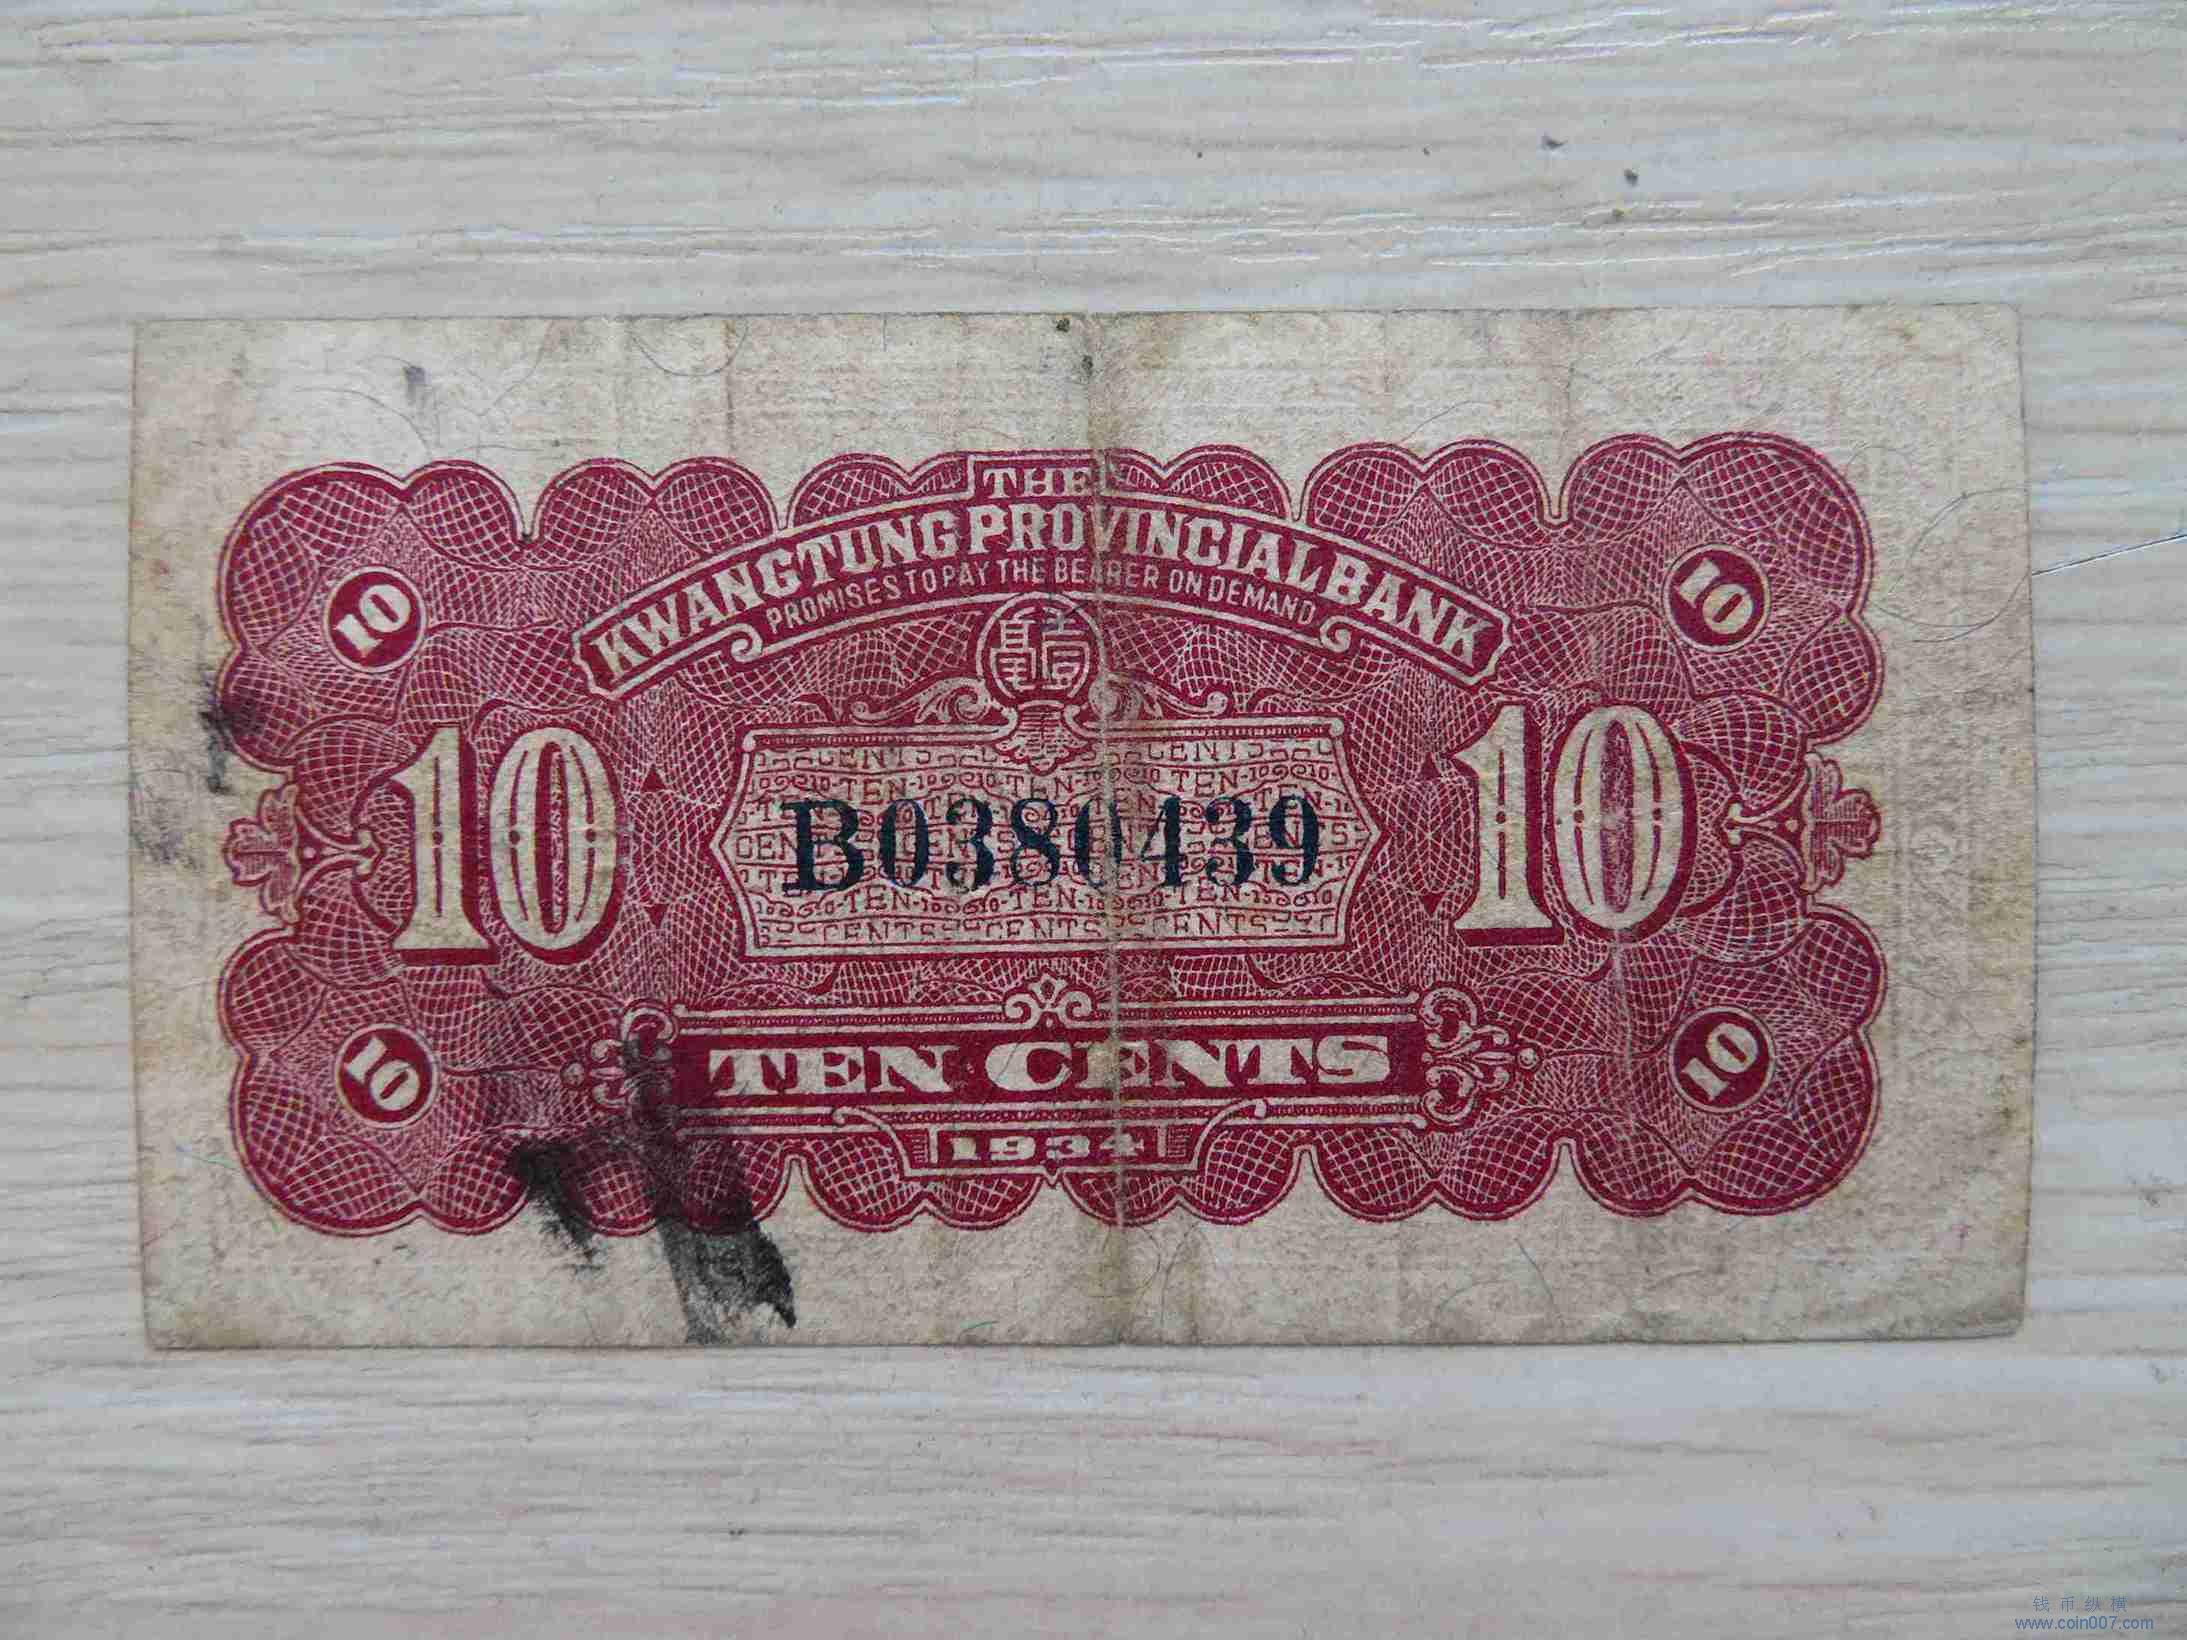 THE
KWANGTUNG PROVINCIAL BANK
PROMISES TO PAY THE BEARER ON DEMAND
10 10
10 B0380439 10
10 TEN CENTS 10
1934
钱币纵横
www.coin007.com